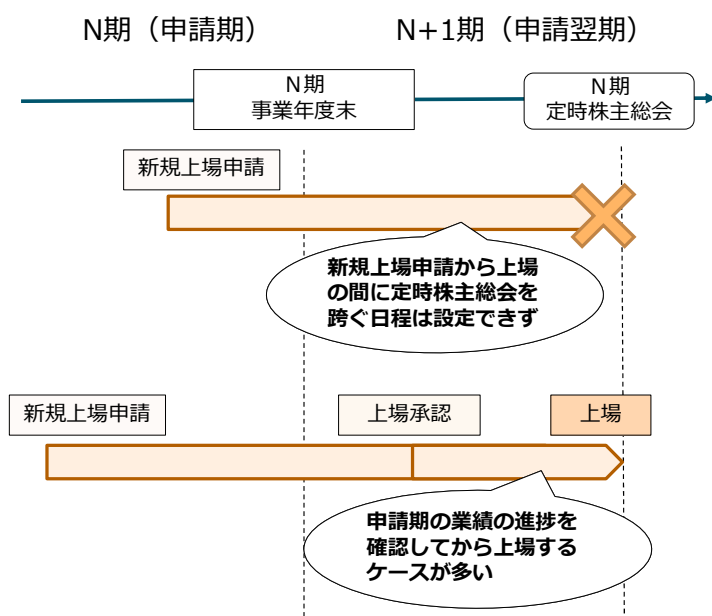 N期（申請期）
N+1期（申請翌期）
N期
事業年度末
N期
定時株主総会
新規上場申請
新規上場申請から上場
の間に定時株主総会を
跨ぐ日程は設定できず
新規上場申請
上場承認
上場
申請期の業績の進捗を
確認してから上場する
ケースが多い